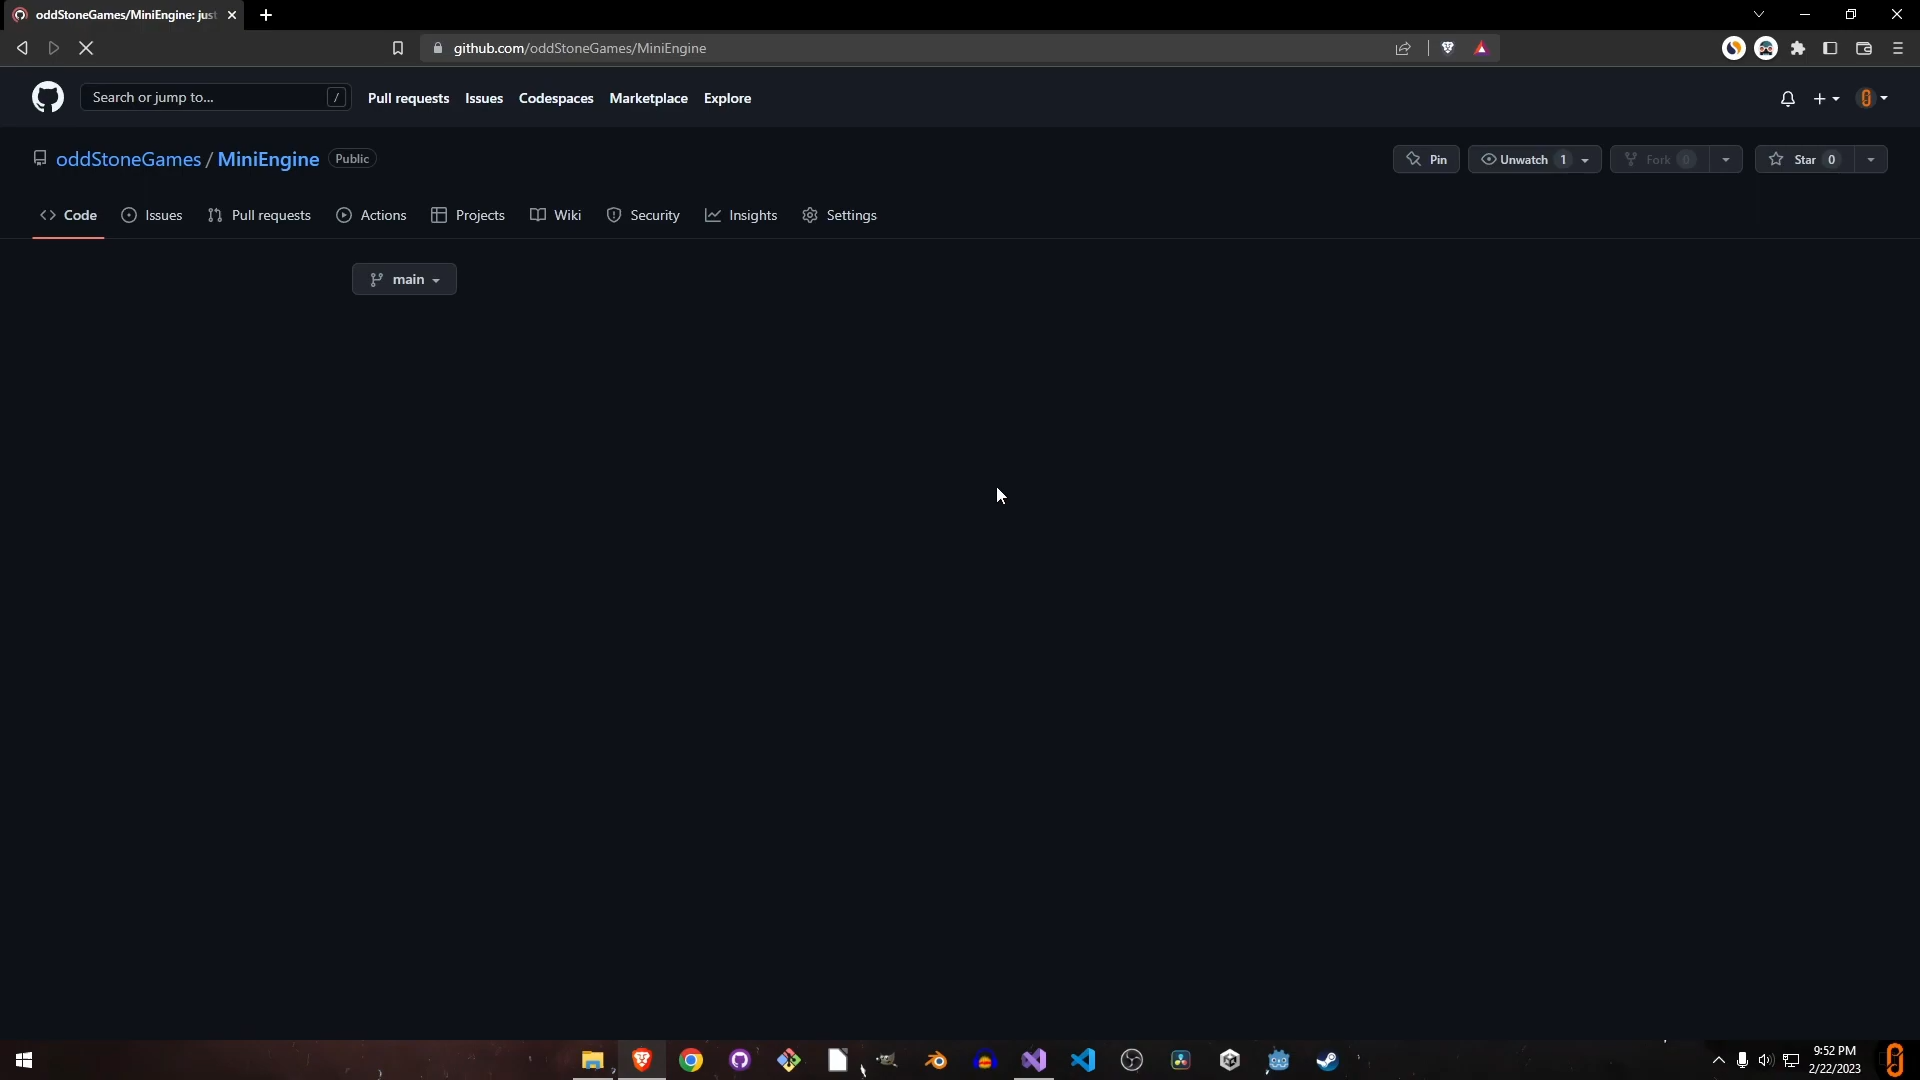 oddStoneGames/MiniEngine: just
github.com/oddStoneGames/MiniEngine
Search or jump to... /
Pull requests Issues Codespaces Marketplace Explore
oddStoneGames / MiniEngine Public
Pin Unwatch 1 Fork 0 Star 0
Code Issues Pull requests Actions Projects Wiki Security Insights Settings
main
9:52 PM
2/22/2023